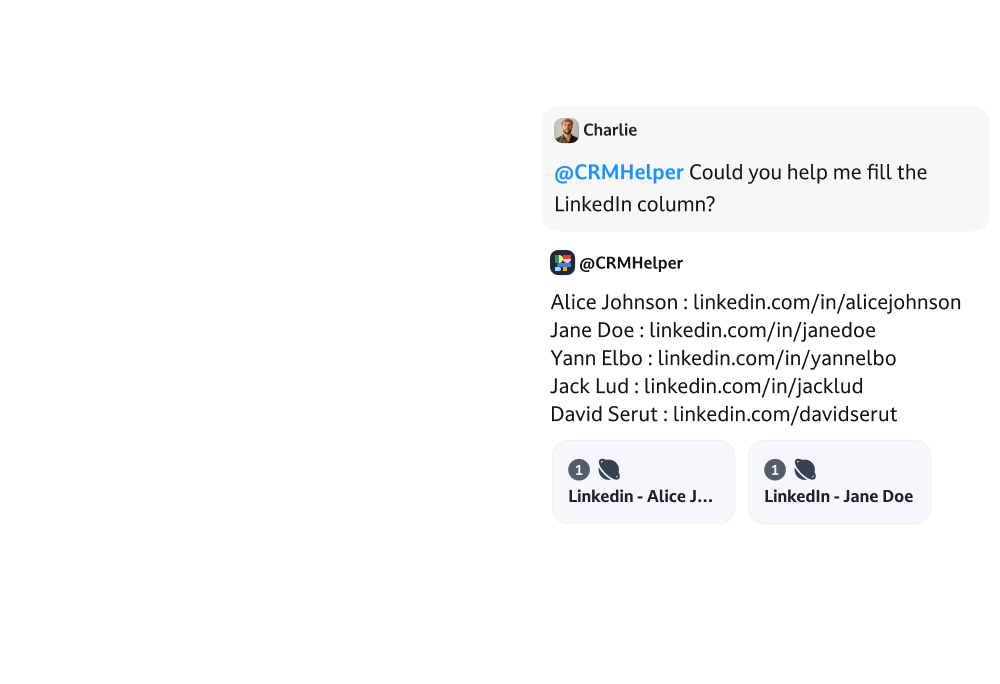 Charlie
@CRMHelper Could you help me fill the
LinkedIn column?
@CRMHelper
Alice Johnson : linkedin.com/in/alicejohnson
Jane Doe : linkedin.com/in/janedoe
Yann Elbo : linkedin.com/in/yannelbo
Jack Lud : linkedin.com/in/jacklud
David Serut : linkedin.com/davidserut
1
Linkedin - Alice J...
1
LinkedIn - Jane Doe